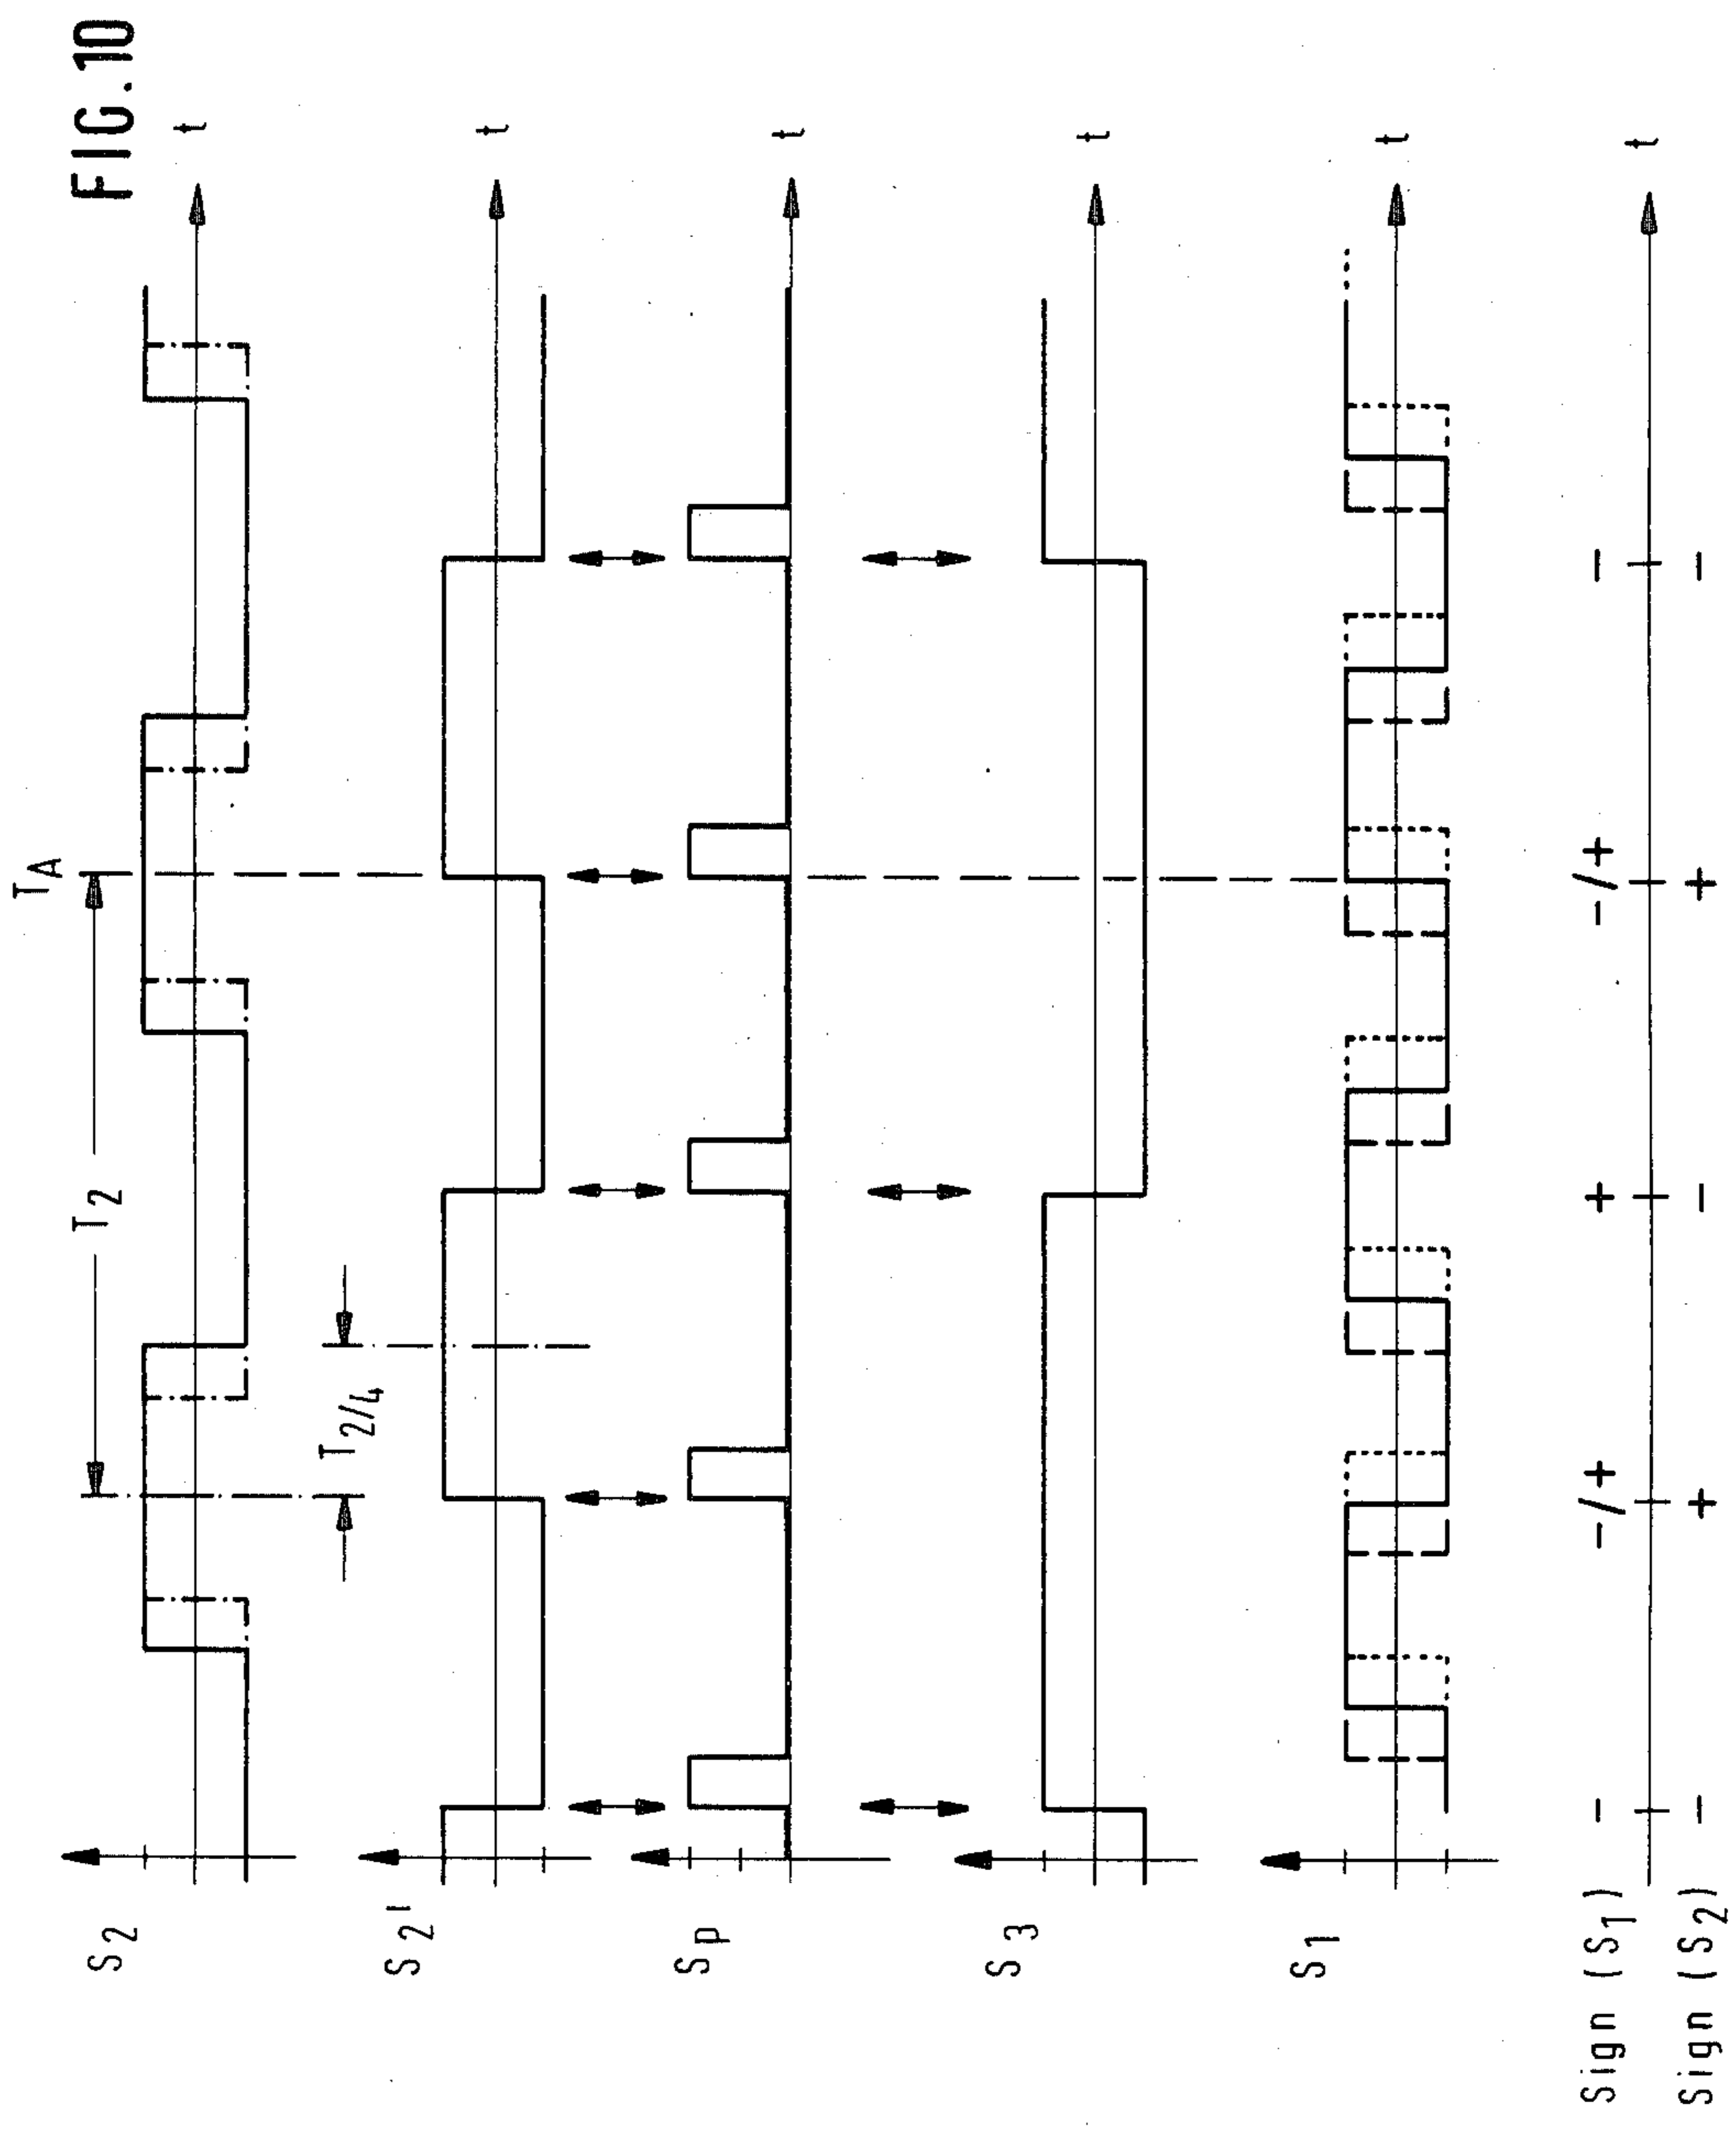 FIG.10
T_A
T_2
S_2 t
T_2/4
S_2' t
S_p t
S_3 t
S_1 t
Sign (S_1) - -/+ + -/+ -
t
Sign (S_2) - + - + -